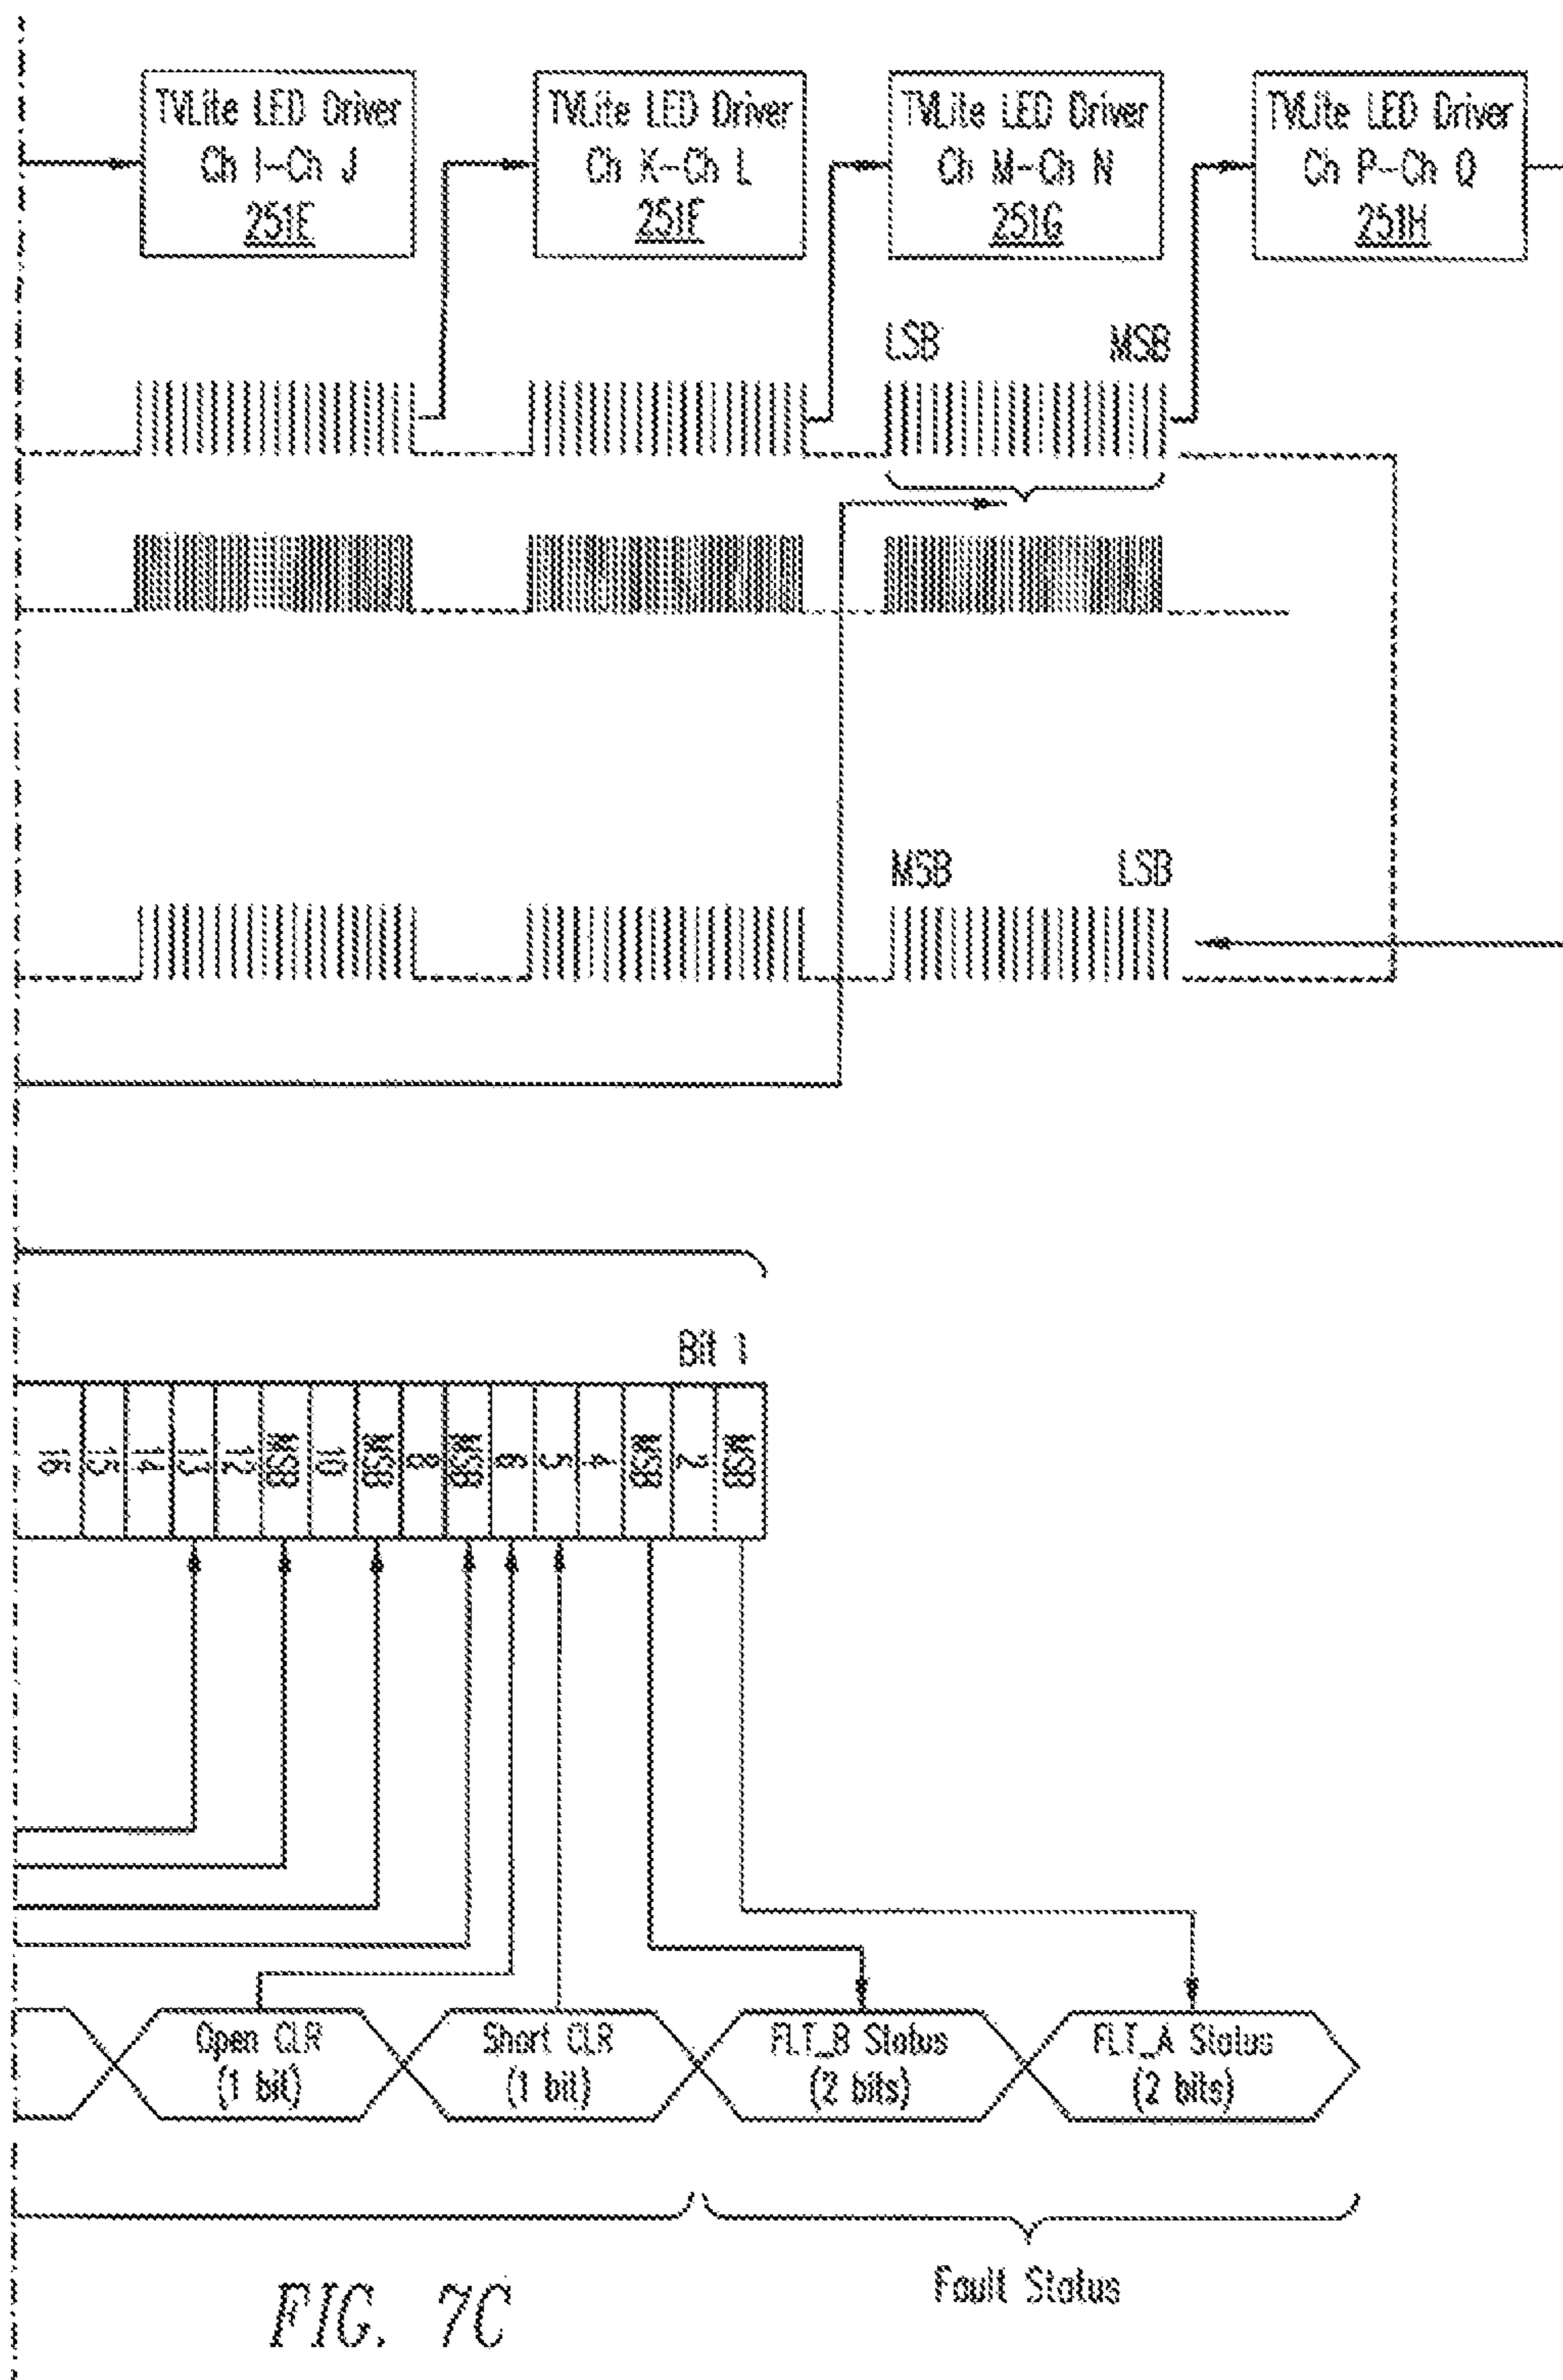 TVLite LED Driver
Ch I-Ch J
251E
TVLite LED Driver
Ch K-Ch L
251F
TVLite LED Driver
Ch M-Ch N
251G
TVLite LED Driver
Ch P-Ch Q
251H
LSB
MSB
MSB
LSB
Bit 1
16
15
14
13
12
MSB
10
MSB
8
MSB
6
5
4
MSB
2
MSB
Open CLR
(1 bit)
Short CLR
(1 bit)
FLT_B Status
(2 bits)
FLT_A Status
(2 bits)
Fault Status
FIG. 7C